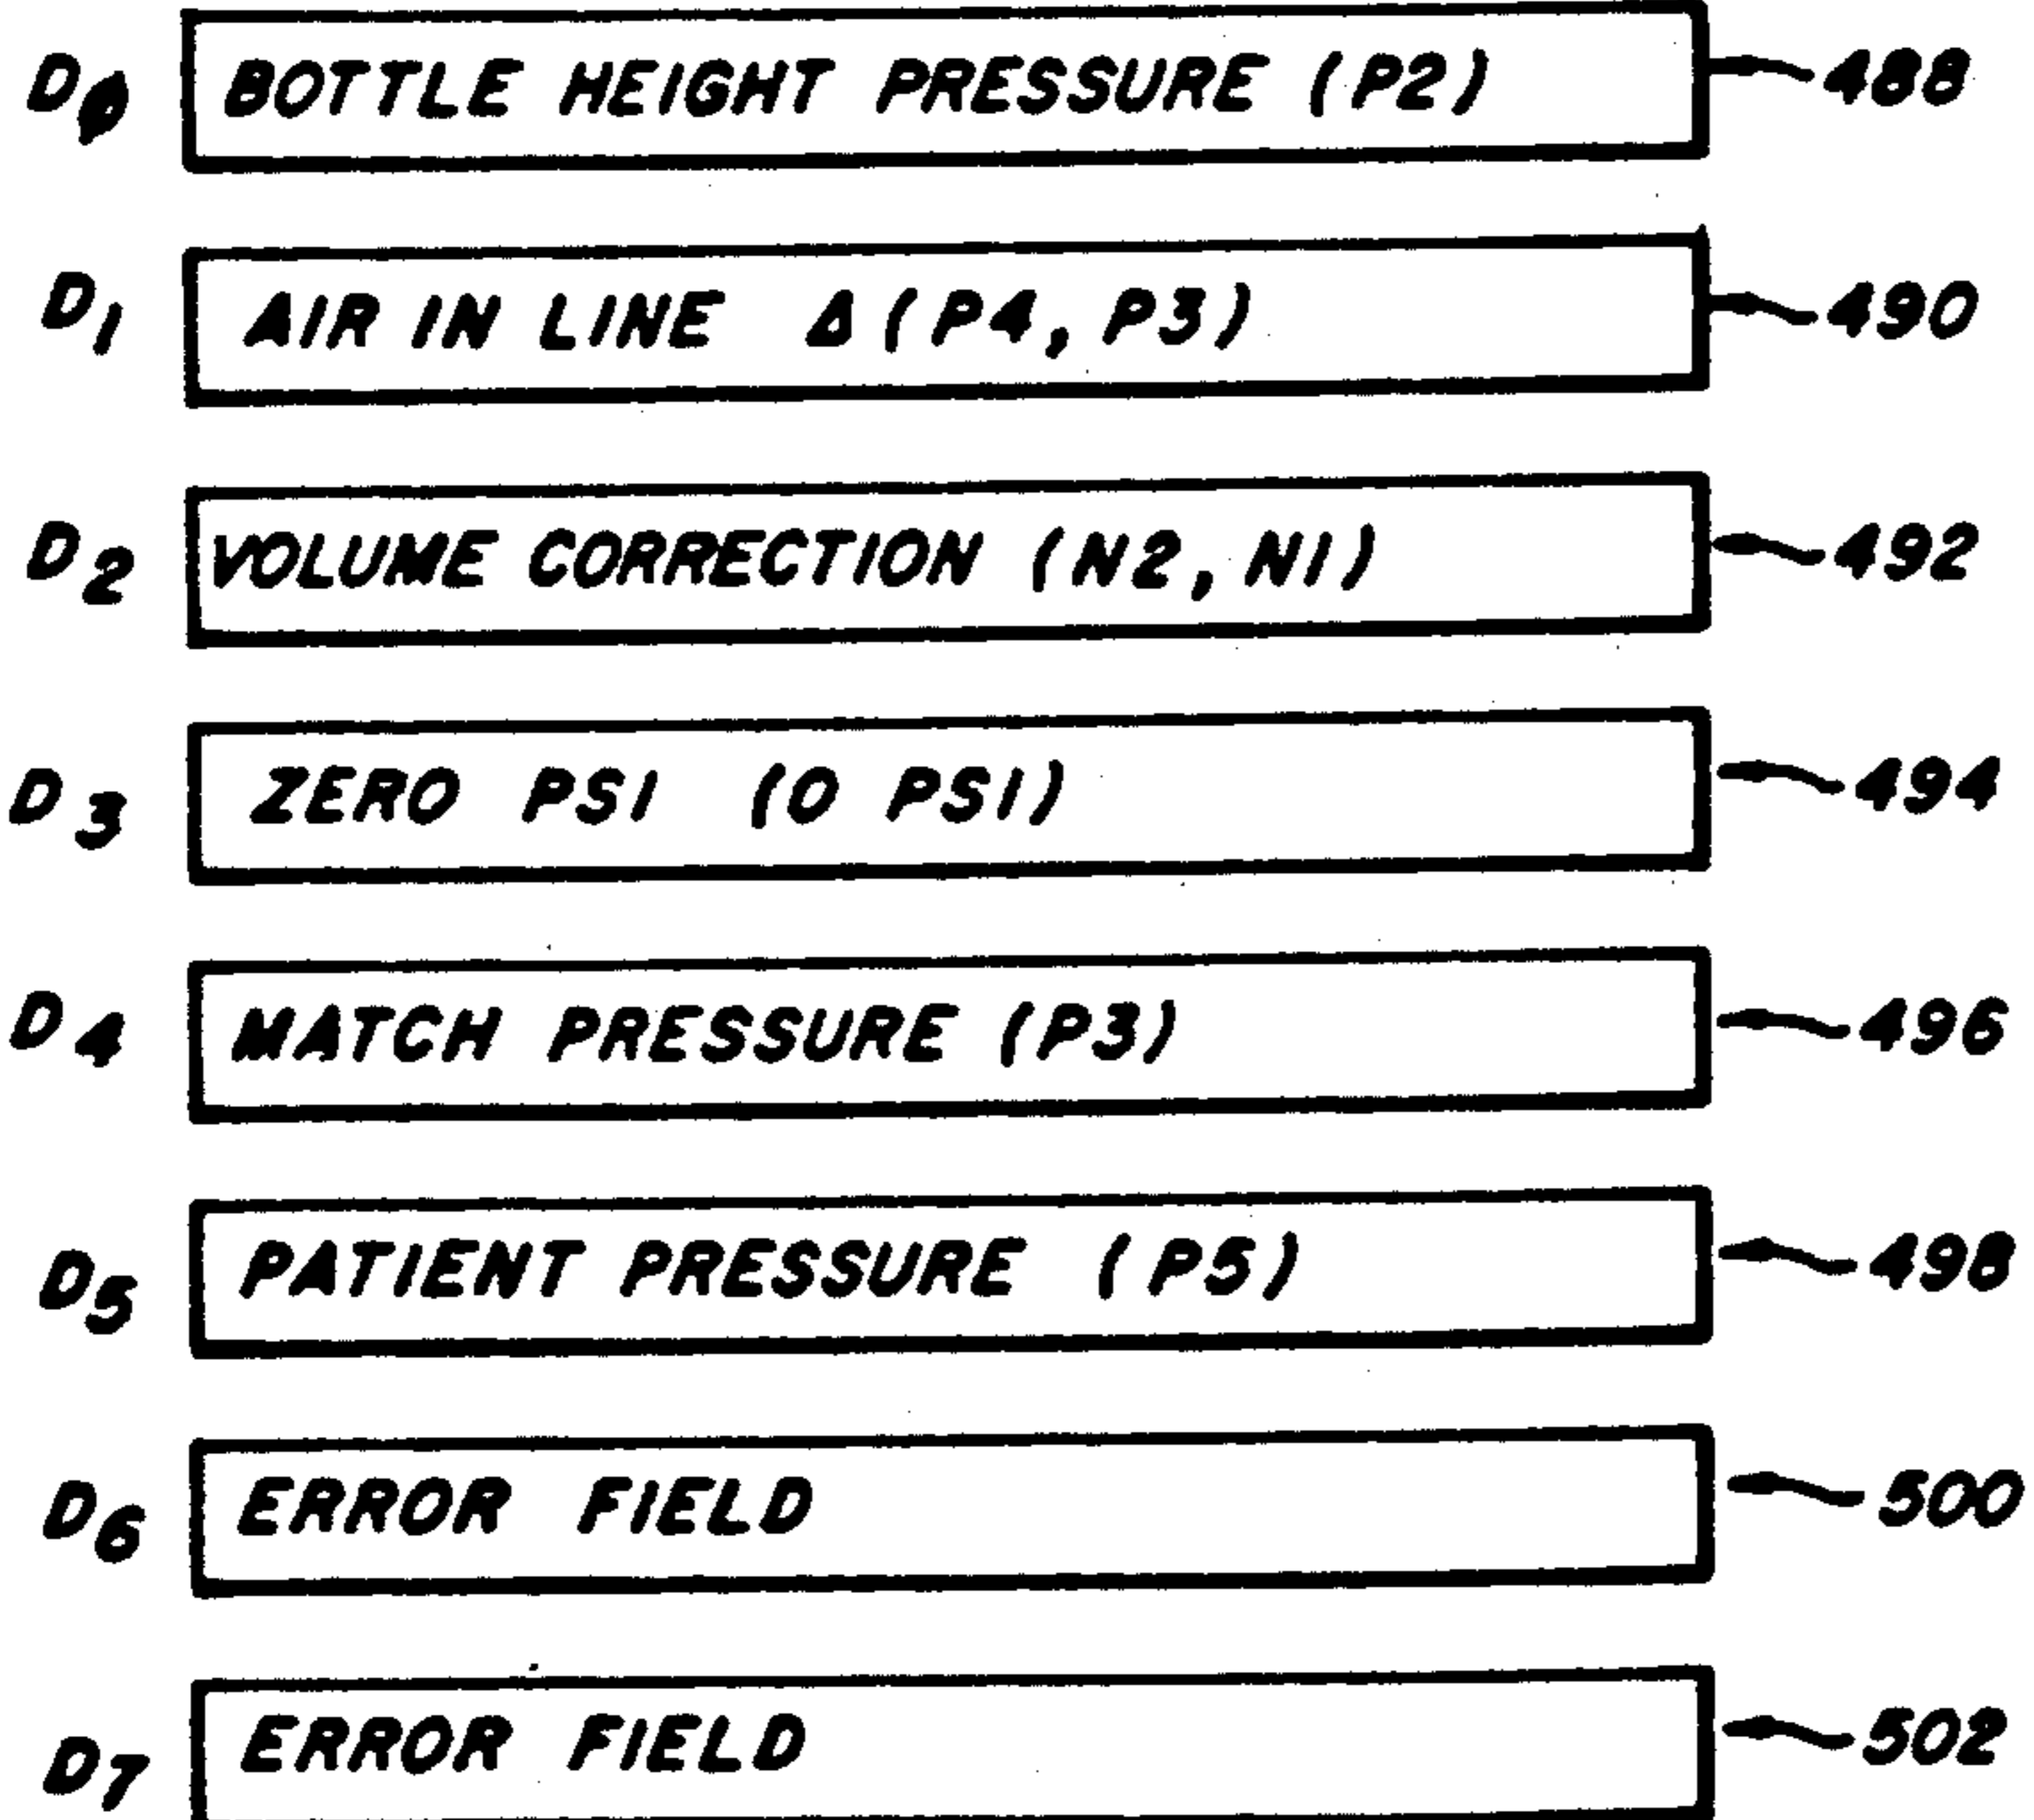 Dφ BOTTLE HEIGHT PRESSURE (P2) 488
D1 AIR IN LINE Δ(P4, P3) 490
D2 VOLUME CORRECTION (N2, N1) 492
D3 ZERO PSI (0 PSI) 494
D4 MATCH PRESSURE (P3) 496
D5 PATIENT PRESSURE (P5) 498
D6 ERROR FIELD 500
D7 ERROR FIELD 502